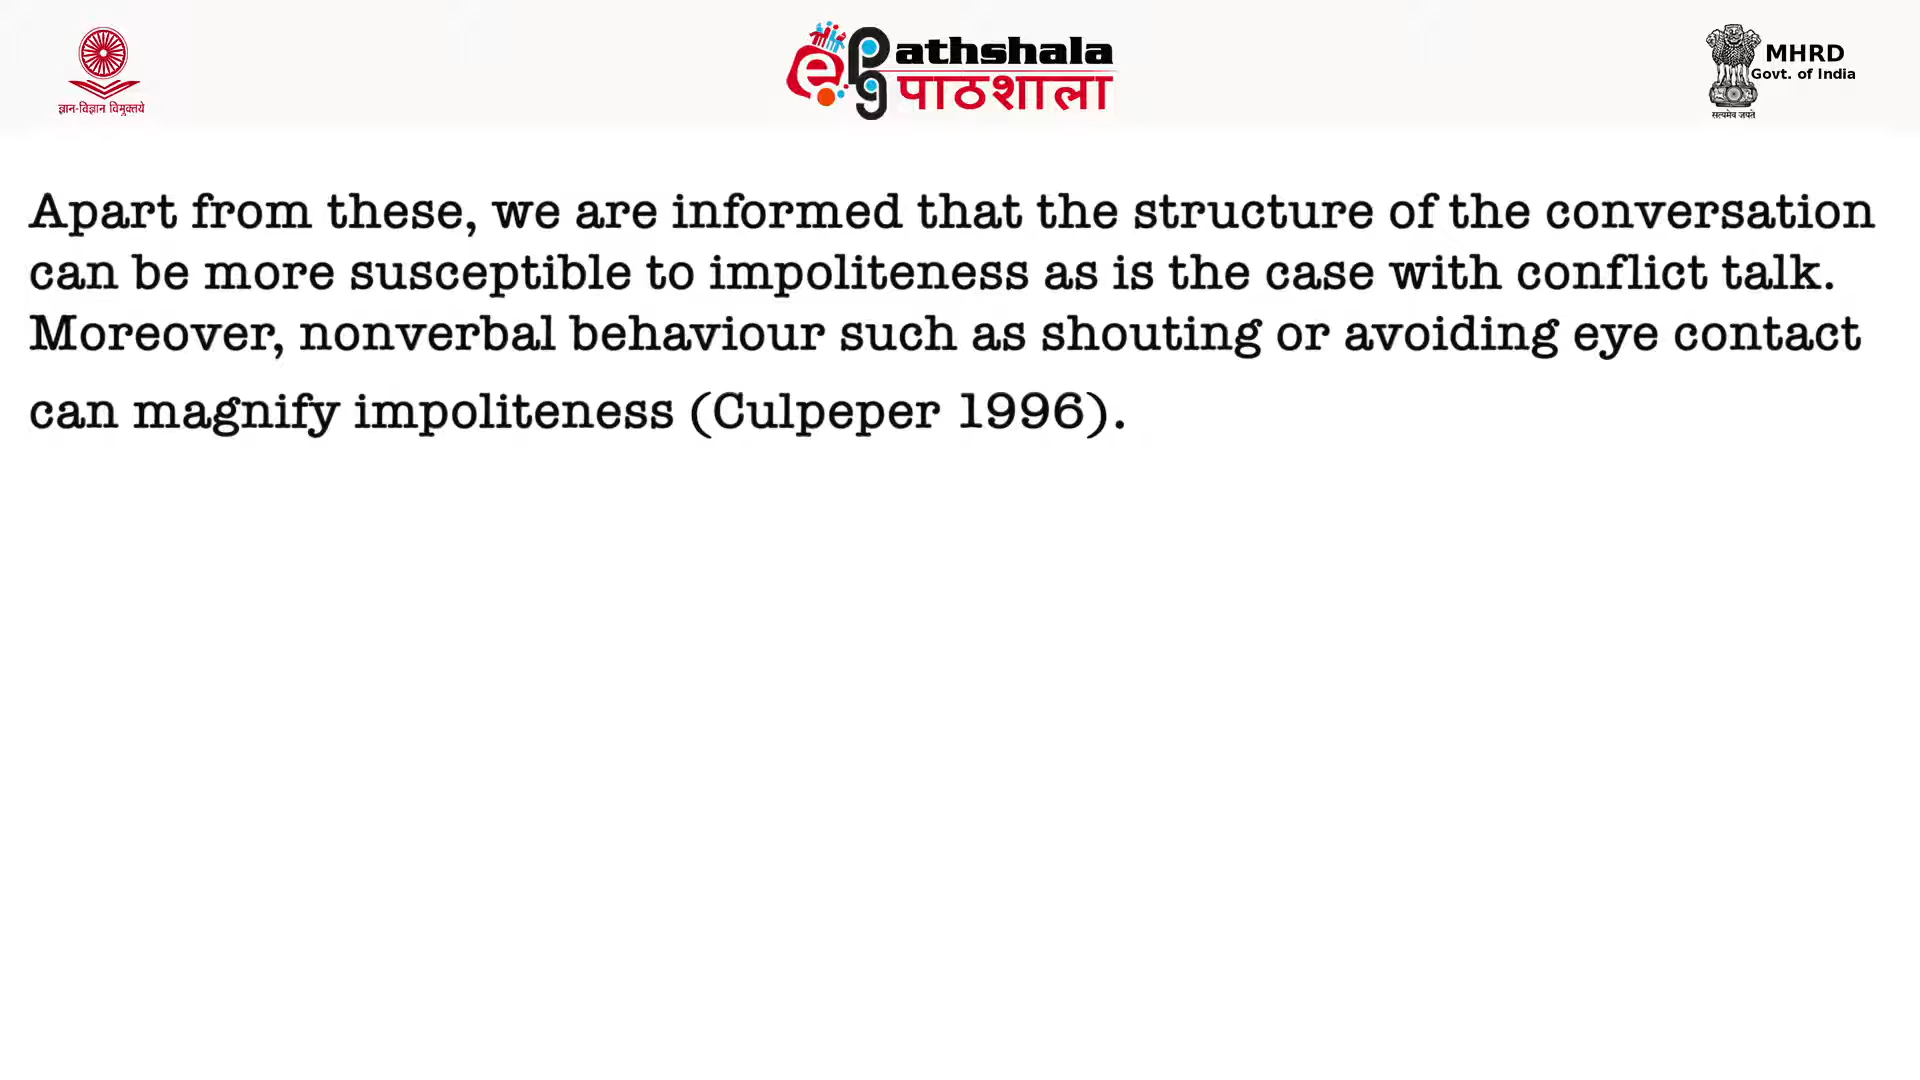 ज्ञान-विज्ञान विमुक्तये
e pg athshala
पाठशाला
MHRD
Govt. of India
सत्यमेव जयते
Apart from these, we are informed that the structure of the conversation
can be more susceptible to impoliteness as is the case with conflict talk.
Moreover, nonverbal behaviour such as shouting or avoiding eye contact
can magnify impoliteness (Culpeper 1996).